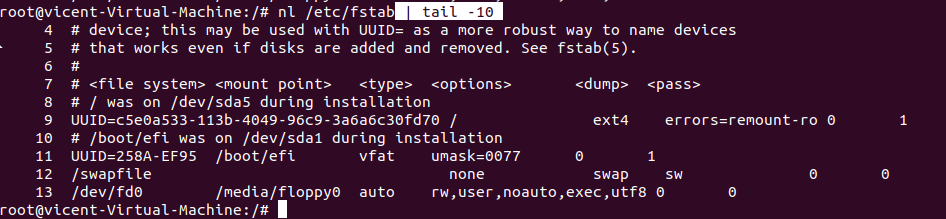 root@vicent-Virtual-Machine:/# nl /etc/fstab | tail -10
4 # device; this may be used with UUID= as a more robust way to name devices
5 # that works even if disks are added and removed. See fstab(5).
6 #
7 # <file system> <mount point> <type> <options> <dump> <pass>
8 # / was on /dev/sda5 during installation
9 UUID=c5e0a533-113b-4049-96c9-3a6a6c30fd70 / ext4 errors=remount-ro 0 1
10 # /boot/efi was on /dev/sda1 during installation
11 UUID=258A-EF95 /boot/efi vfat umask=0077 0 1
12 /swapfile none swap sw 0 0
13 /dev/fd0 /media/floppy0 auto rw,user,noauto,exec,utf8 0 0
root@vicent-Virtual-Machine:/#